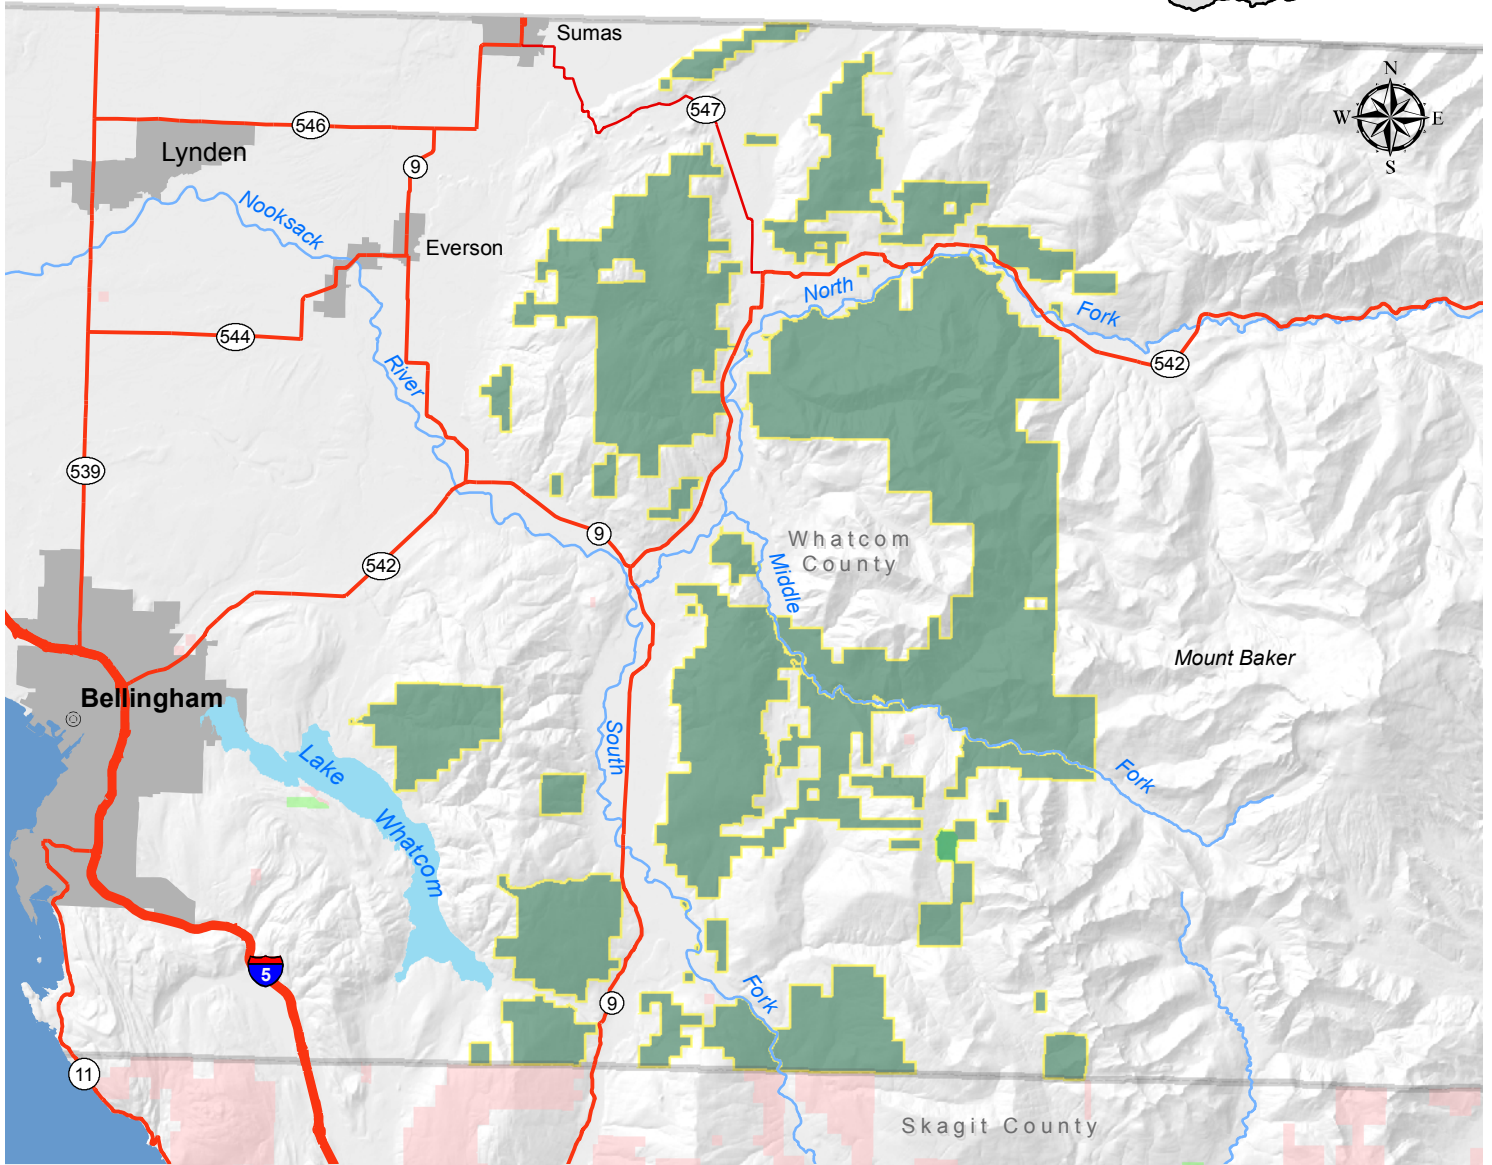 Sumas
N
W
E
S
547
546
Lynden
9
Nooksack
Everson
North
Fork
544
542
River
539
9
Whatcom
County
542
Middle
Mount Baker
Bellingham
South
Lake
Fork
Whatcom
5
Fork
9
11
Skagit County